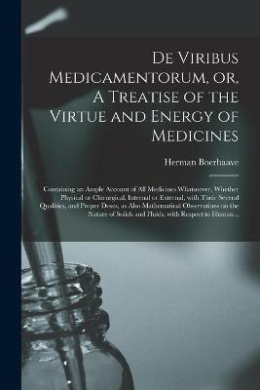 De Viribus
Medicamentorum, or,
A Treatise of the
Virtue and Energy of
Medicines
Herman Boerhaave
Containing an Ample Account of All Medicines Whatsoever, Whether
Physical or Chirurgical, Internal or External, with Their Several
Qualities, and Proper Doses, as Also Mathematical Observations on the
Nature of Solids and Fluids, with Respect to Human...